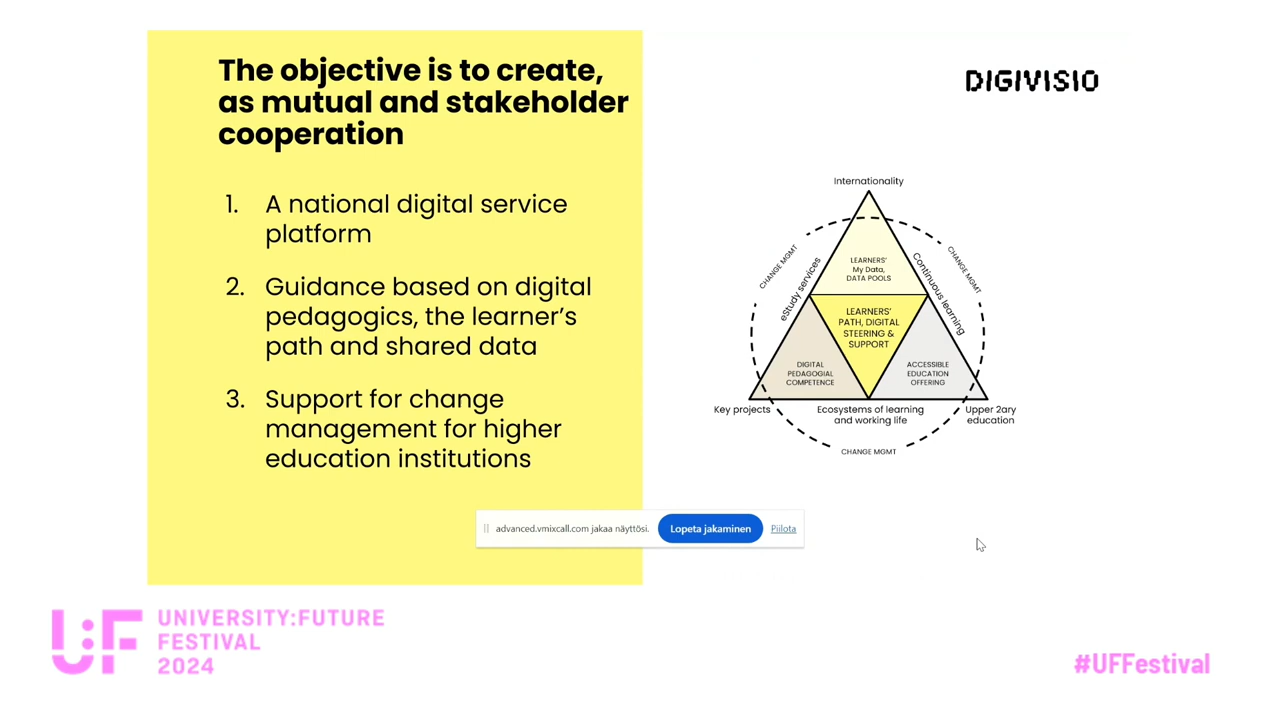 The objective is to create,
as mutual and stakeholder
cooperation
1. A national digital service
platform
2. Guidance based on digital
pedagogics, the learner's
path and shared data
3. Support for change
management for higher
education institutions
DIGIVISIO
Internationality
CHANGE MGMT
CHANGE MGMT
eStudy services
Continuous learning
LEARNERS'
My Data,
DATA POOLS
LEARNERS'
PATH, DIGITAL
STEERING &
SUPPORT
DIGITAL
PEDAGOGIAL
COMPETENCE
ACCESSIBLE
EDUCATION
OFFERING
Key projects
Ecosystems of learning
and working life
Upper 2ary
education
CHANGE MGMT
advanced.vmixcall.com jakaa näyttösi.
Lopeta jakaminen
Piilota
U:F
UNIVERSITY:FUTURE
FESTIVAL
2024
#UFFestival